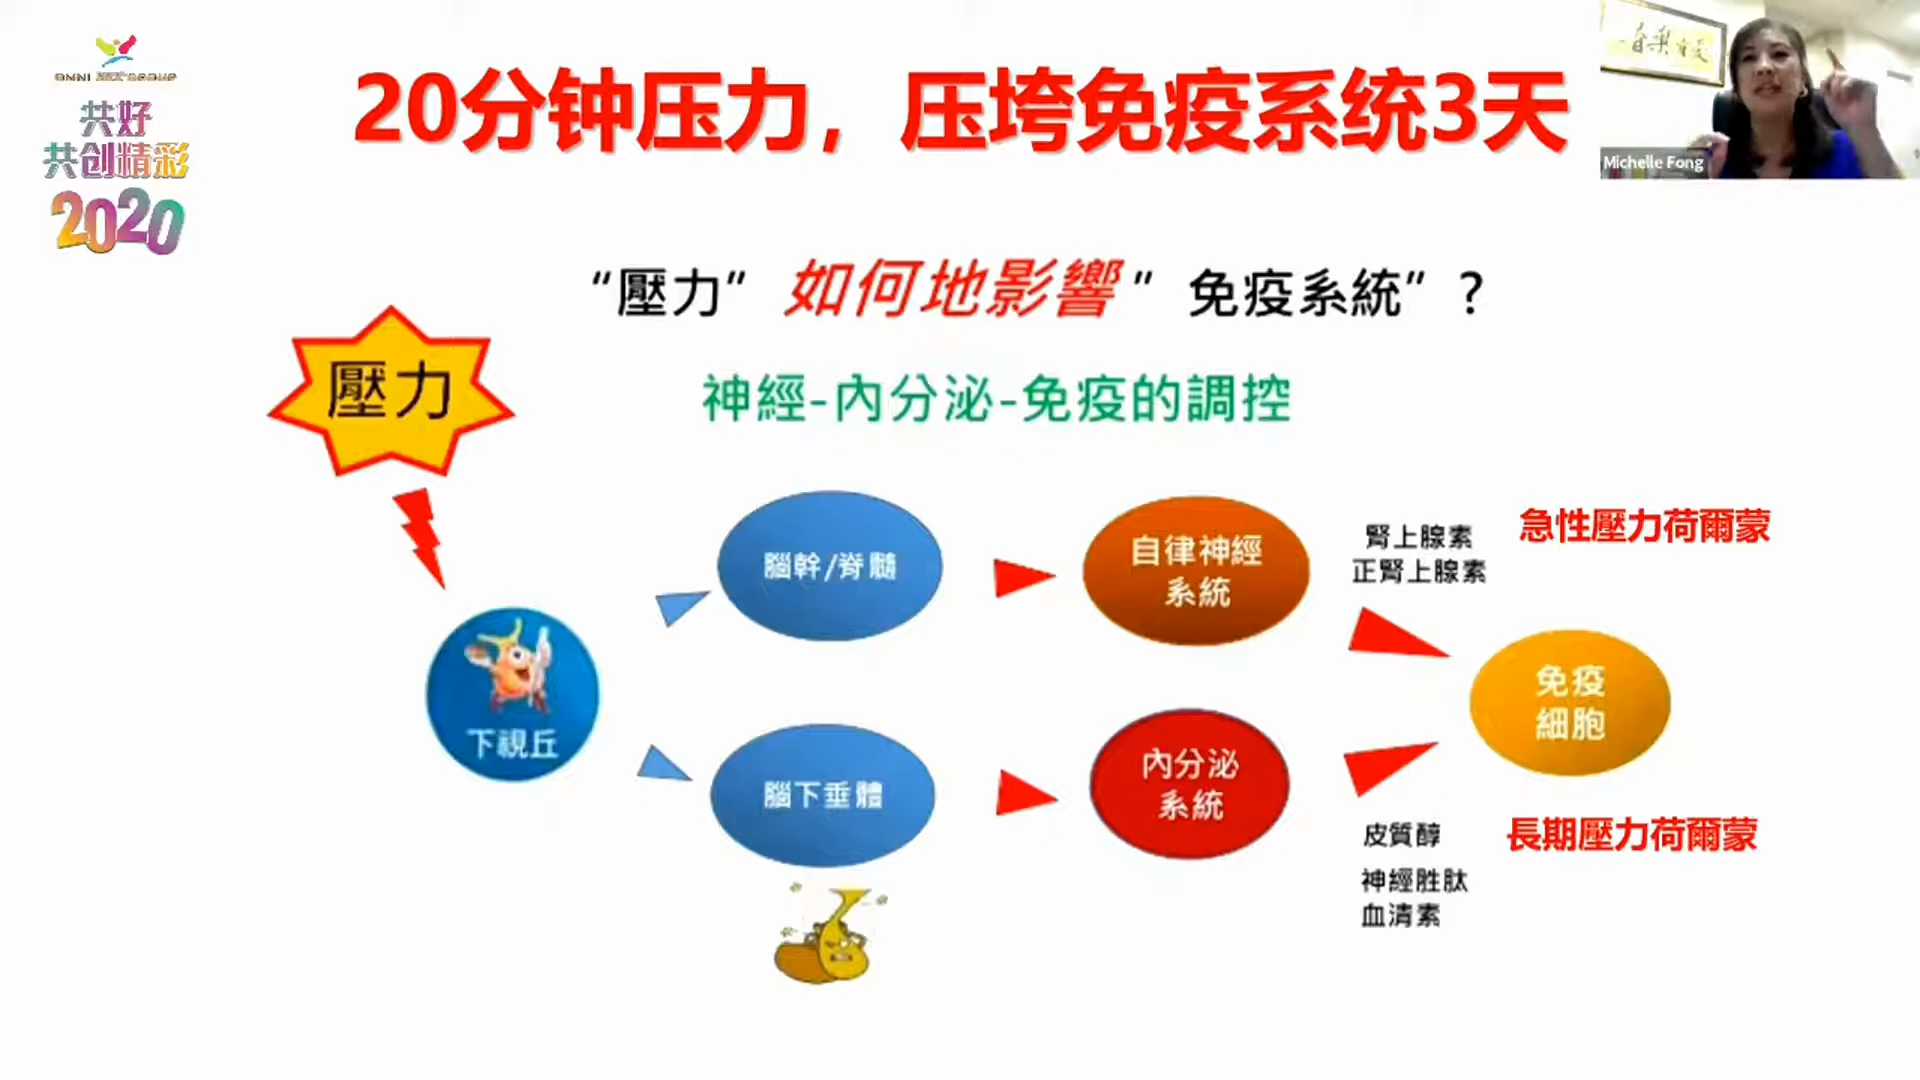 共好
共创精彩
2020
20分钟压力，压垮免疫系统3天
Michelle Fong
“壓力” 如何地影響” 免疫系統”？
壓力
神經-內分泌-免疫的調控
腦幹/脊髓
自律神經
系統
腎上腺素
正腎上腺素
急性壓力荷爾蒙
下視丘
免疫
細胞
腦下垂體
內分泌
系統
皮質醇
神經胜肽
血清素
長期壓力荷爾蒙